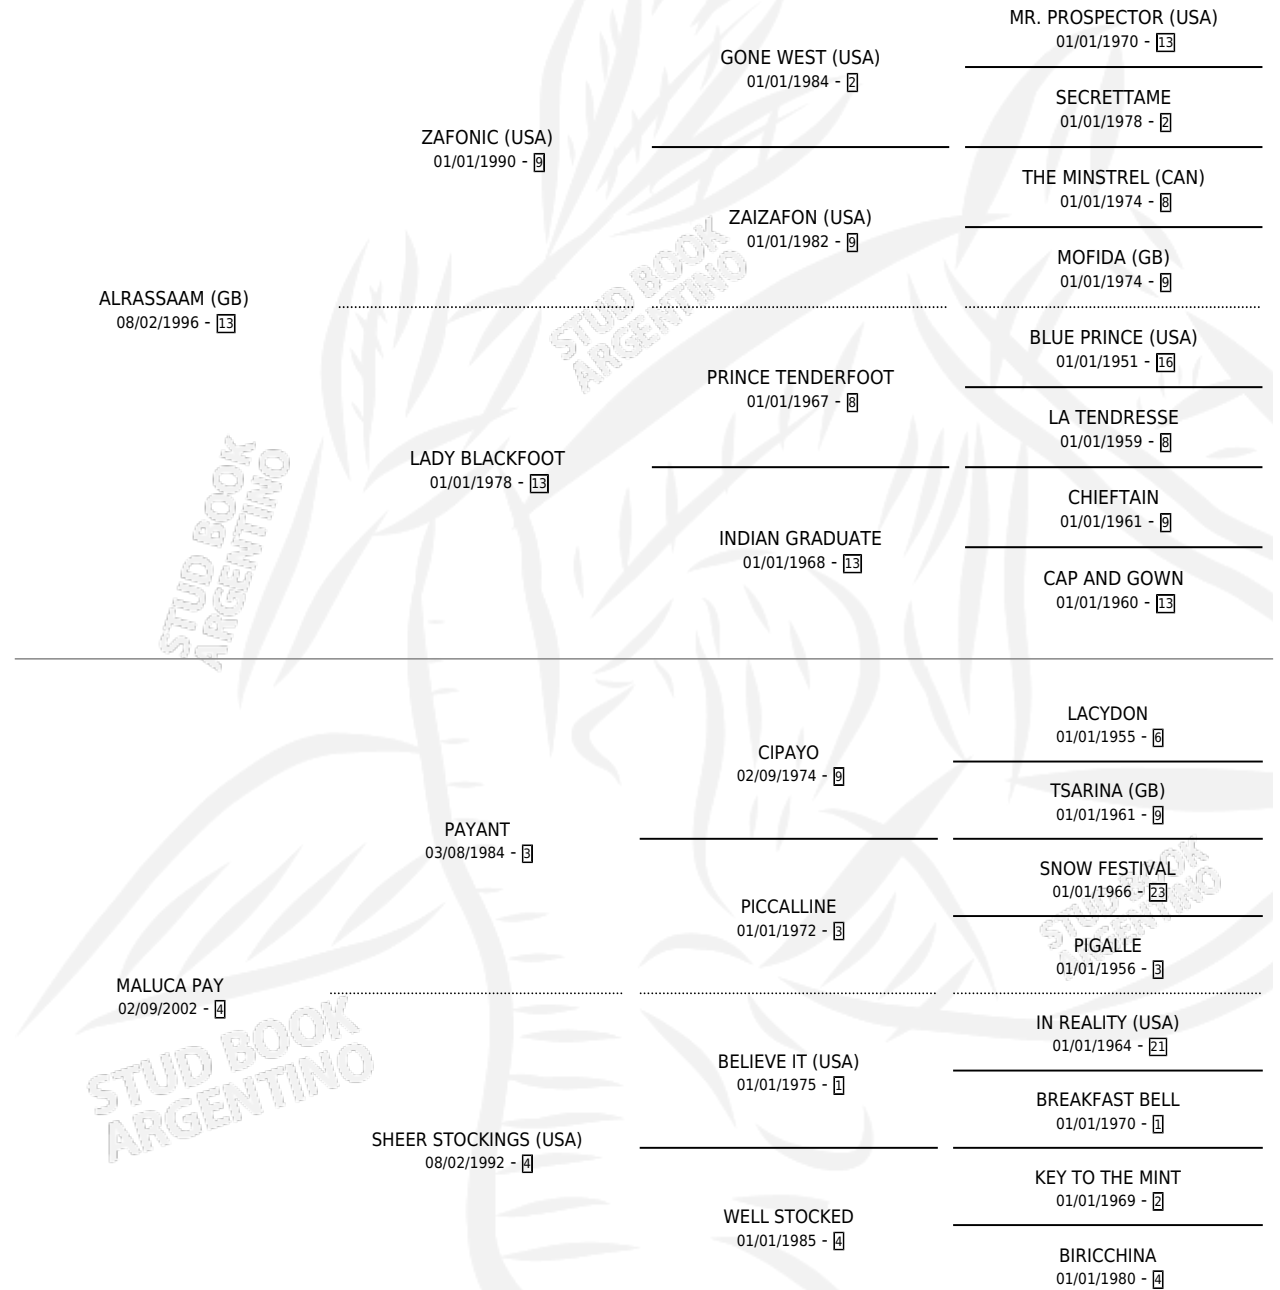 MR. PROSPECTOR (USA)
01/01/1970 - 13
GONE WEST (USA)
01/01/1984 - 2
SECRETTAME
01/01/1978 - 2
ZAFONIC (USA)
01/01/1990 - 9
THE MINSTREL (CAN)
01/01/1974 - 8
ZAIZAFON (USA)
01/01/1982 - 9
MOFIDA (GB)
01/01/1974 - 9
ALRASSAAM (GB)
08/02/1996 - 13
BLUE PRINCE (USA)
01/01/1951 - 16
PRINCE TENDERFOOT
01/01/1967 - 8
LA TENDRESSE
01/01/1959 - 8
LADY BLACKFOOT
01/01/1978 - 13
CHIEFTAIN
01/01/1961 - 9
INDIAN GRADUATE
01/01/1968 - 13
CAP AND GOWN
01/01/1960 - 13
LACYDON
01/01/1955 - 6
CIPAYO
02/09/1974 - 9
TSARINA (GB)
01/01/1961 - 9
PAYANT
03/08/1984 - 3
SNOW FESTIVAL
01/01/1966 - 23
PICCALLINE
01/01/1972 - 3
PIGALLE
01/01/1956 - 3
MALUCA PAY
02/09/2002 - 4
IN REALITY (USA)
01/01/1964 - 21
BELIEVE IT (USA)
01/01/1975 - 1
BREAKFAST BELL
01/01/1970 - 1
SHEER STOCKINGS (USA)
08/02/1992 - 4
KEY TO THE MINT
01/01/1969 - 2
WELL STOCKED
01/01/1985 - 4
BIRICCHINA
01/01/1980 - 4
STUD BOOK
ARGENTINO
STUD BOOK
ARGENTINO
STUD BOOK
ARGENTINO
STUD BOOK
ARGENTINO